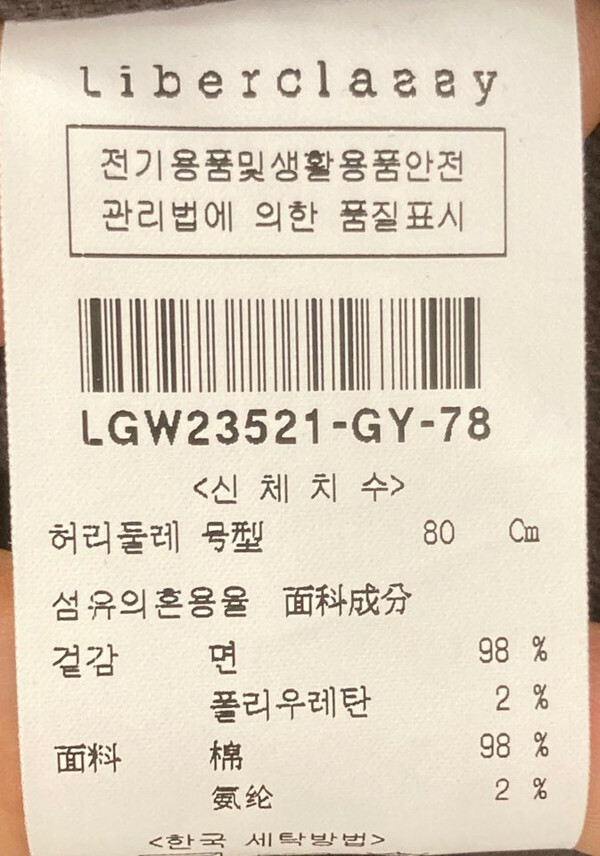 Liberclassy
전기용품및생활용품안전
관리법에 의한 품질표시
LGW23521-GY-78
<신 체 치 수>
허리둘레 号型 80 Cm
섬유의혼용율 面科成分
겉감 면 98 %
폴리우레탄 2 %
面料 棉 98 %
氨纶 2 %
<한국 세탁방법>